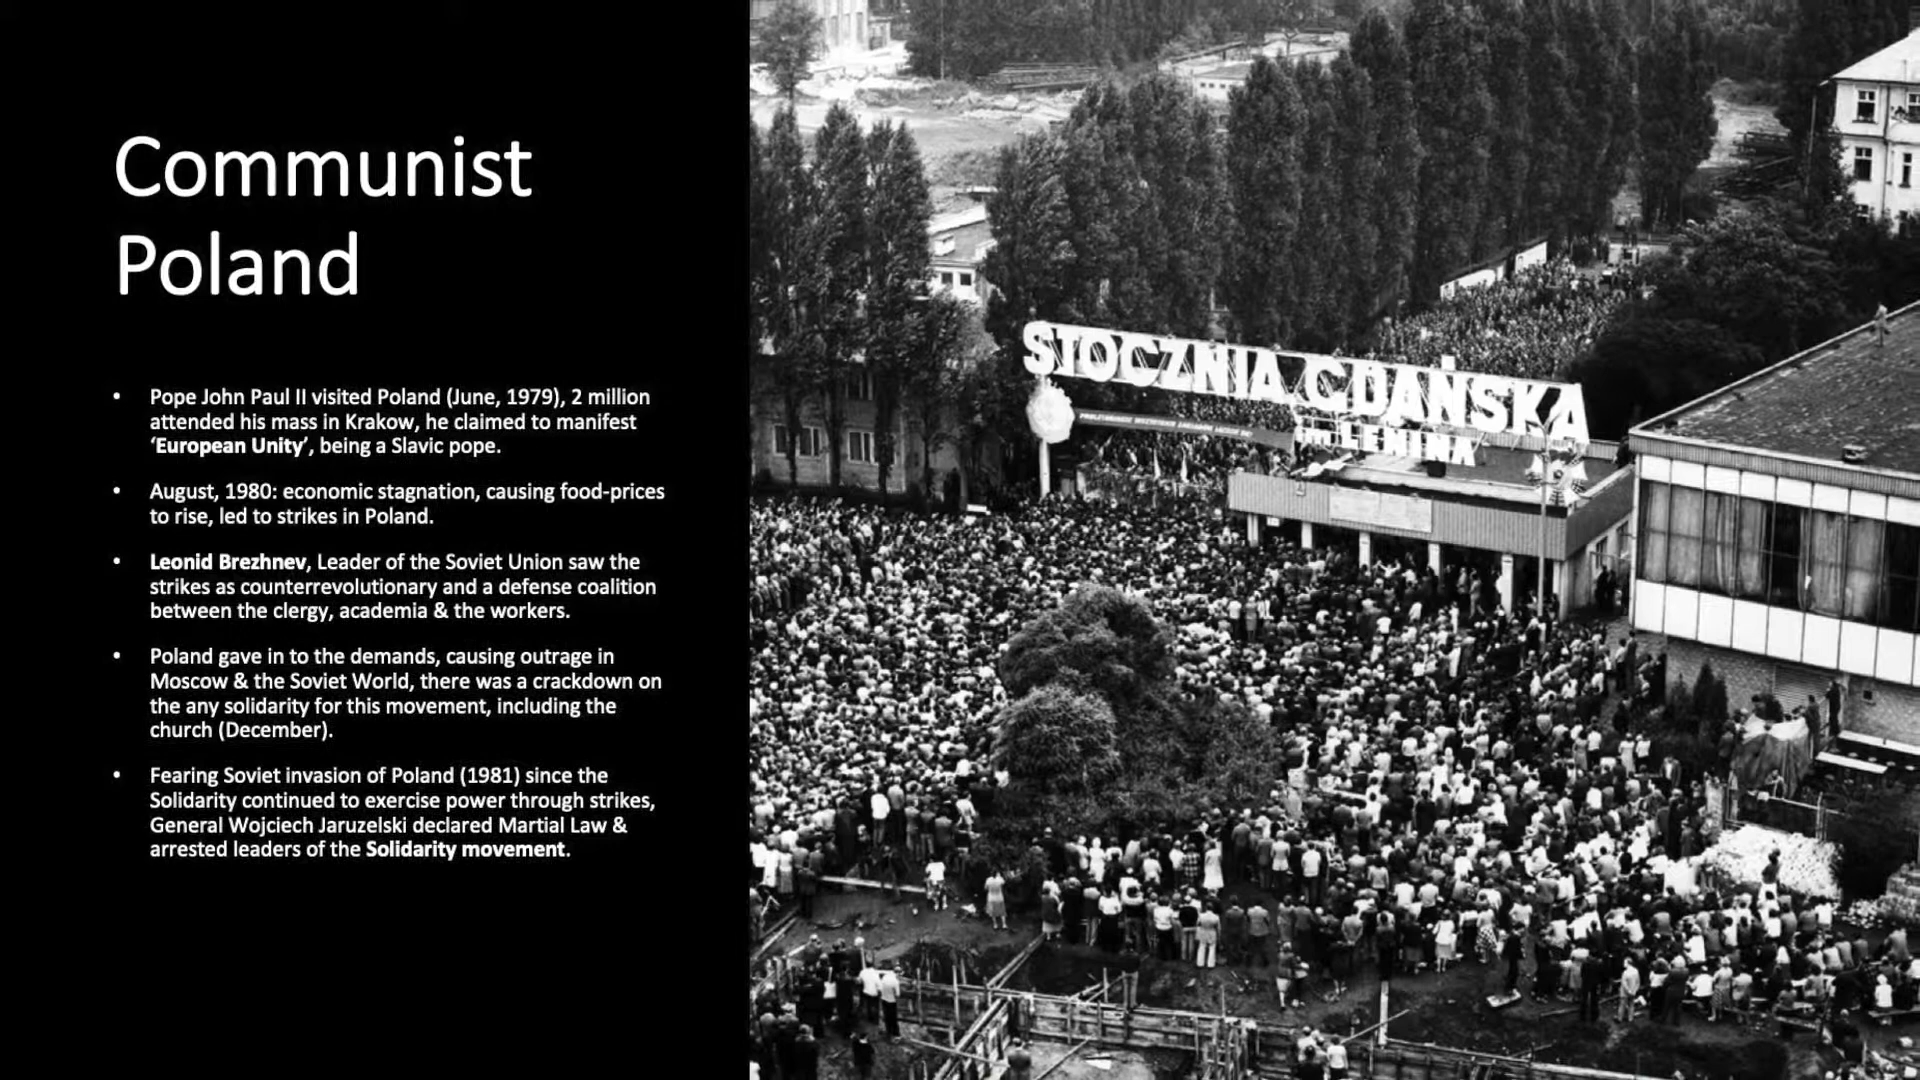 Communist
Poland
• Pope John Paul II visited Poland (June, 1979), 2 million
attended his mass in Krakow, he claimed to manifest
‘European Unity’, being a Slavic pope.
• August, 1980: economic stagnation, causing food-prices
to rise, led to strikes in Poland.
• Leonid Brezhnev, Leader of the Soviet Union saw the
strikes as counterrevolutionary and a defense coalition
between the clergy, academia & the workers.
• Poland gave in to the demands, causing outrage in
Moscow & the Soviet World, there was a crackdown on
the any solidarity for this movement, including the
church (December).
• Fearing Soviet invasion of Poland (1981) since the
Solidarity continued to exercise power through strikes,
General Wojciech Jaruzelski declared Martial Law &
arrested leaders of the Solidarity movement.
STOCZNIA GDAŃSKA
im LENINA